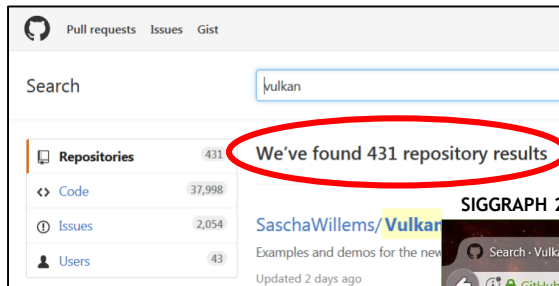 Pull requests Issues Gist
Search
vulkan
Repositories 431
Code 37,998
Issues 2,054
Users 43
We've found 431 repository results
SaschaWillems/Vulkan
Examples and demos for the new
Updated 2 days ago
SIGGRAPH
Search · Vulk
GitHub